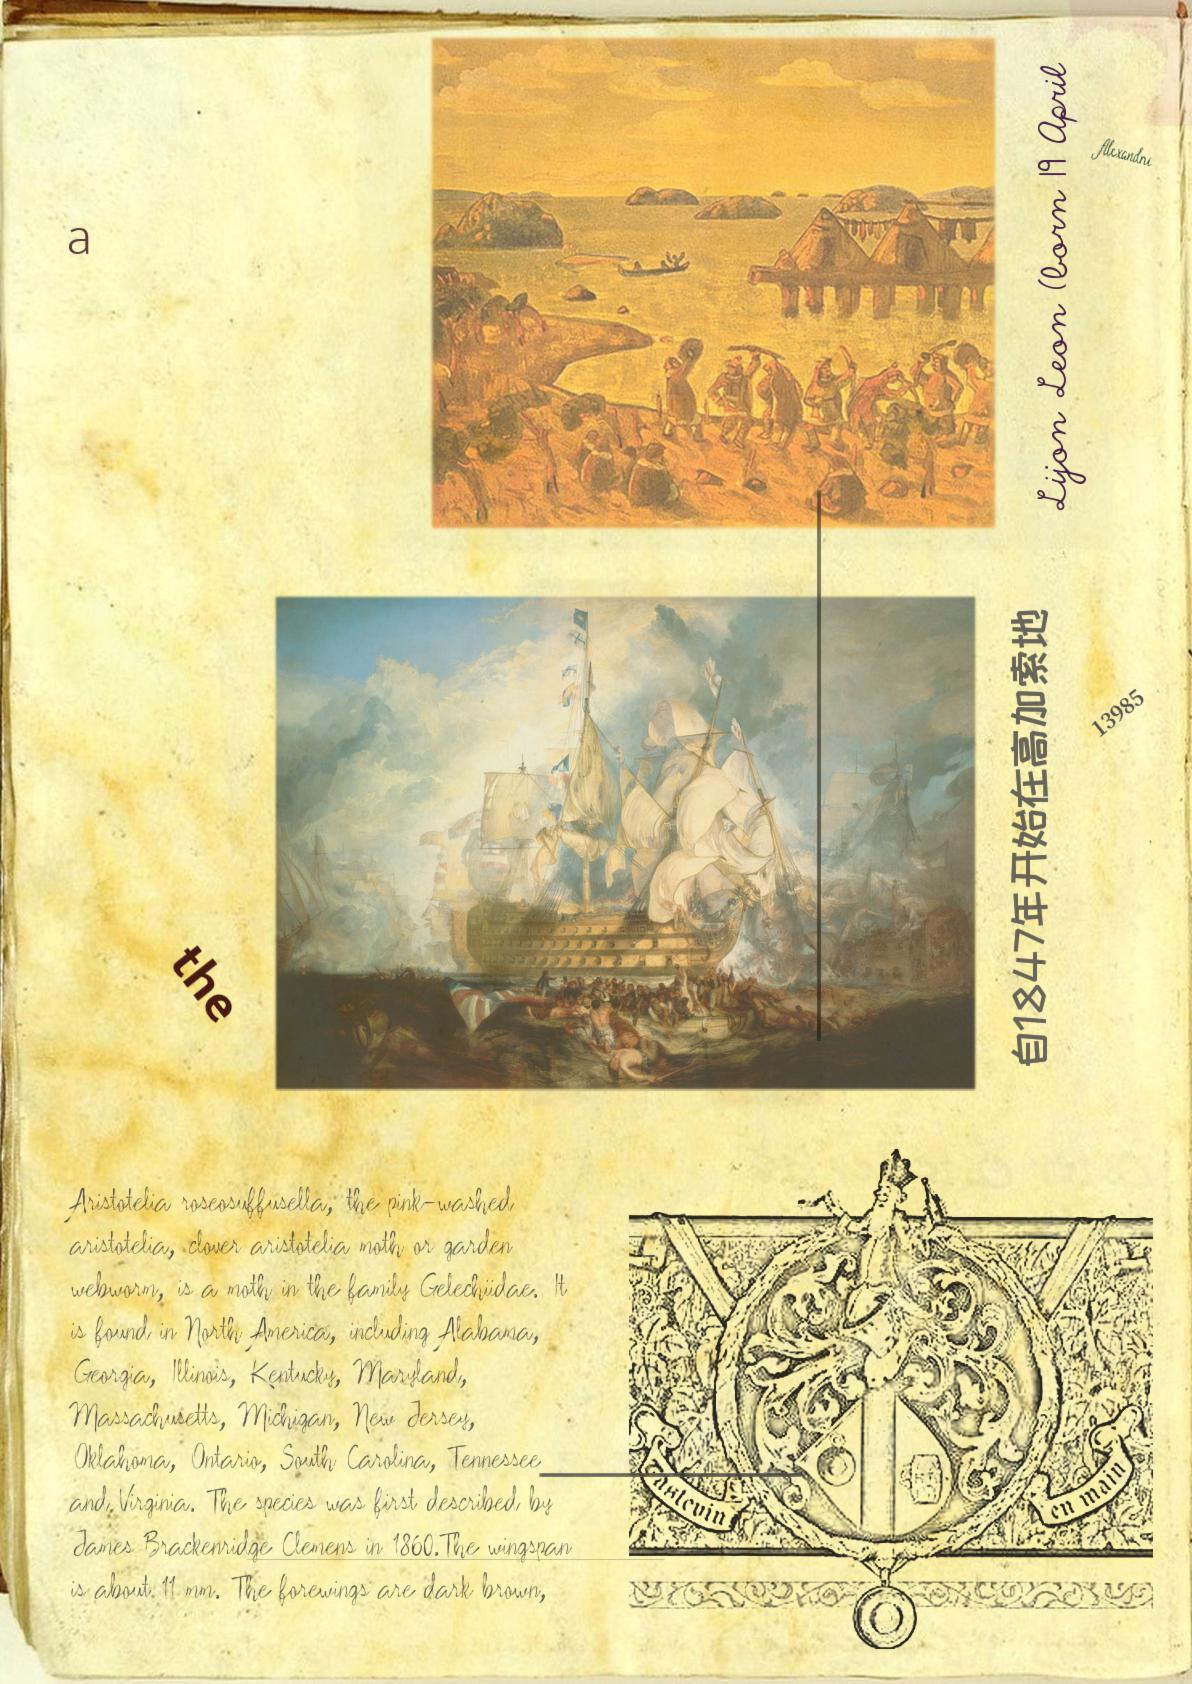 Lijon Leon (born 19 April
Alexandre
a
自1847年开始在高加索地
13985
the
Aristotelia roseosuffusella, the pink-washed
aristotelia, clover aristotelia moth or garden
webworm, is a moth in the family Gelechiidae. It
is found in North America, including Alabama,
Georgia, Illinois, Kentucky, Maryland,
Massachusetts, Michigan, New Jersey,
Oklahoma, Ontario, South Carolina, Tennessee
and Virginia. The species was first described by
James Brackenridge Clemens in 1860.The wingspan
is about 11 mm. The forewings are dark brown,
en main